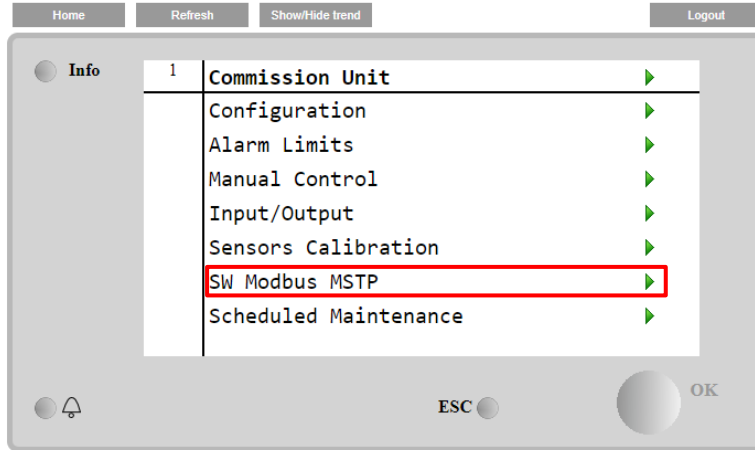 Home Refresh Show/Hide trend Logout
Info
1 Commission Unit
Configuration
Alarm Limits
Manual Control
Input/Output
Sensors Calibration
SW Modbus MSTP
Scheduled Maintenance
ESC OK